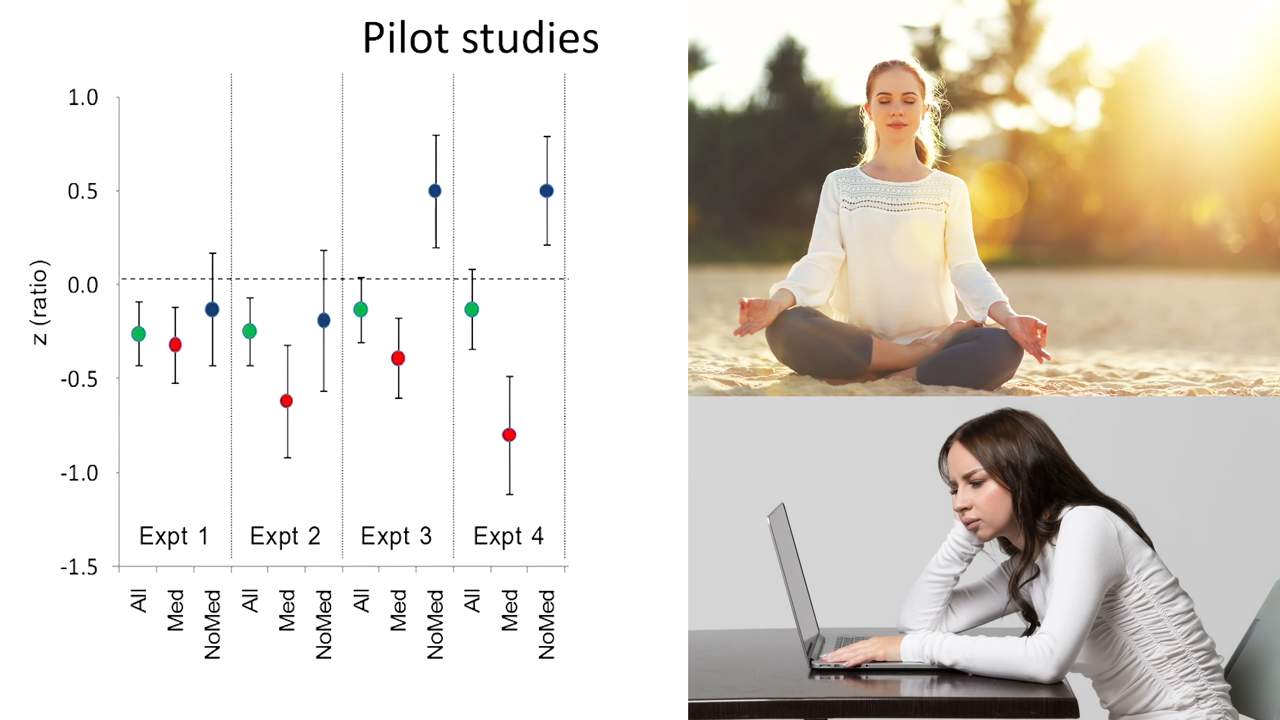 Pilot studies
1.0
0.5
0.0
-0.5
-1.0
-1.5
z (ratio)
Expt 1 Expt 2 Expt 3 Expt 4
All Med NoMed All Med NoMed All Med NoMed All Med NoMed